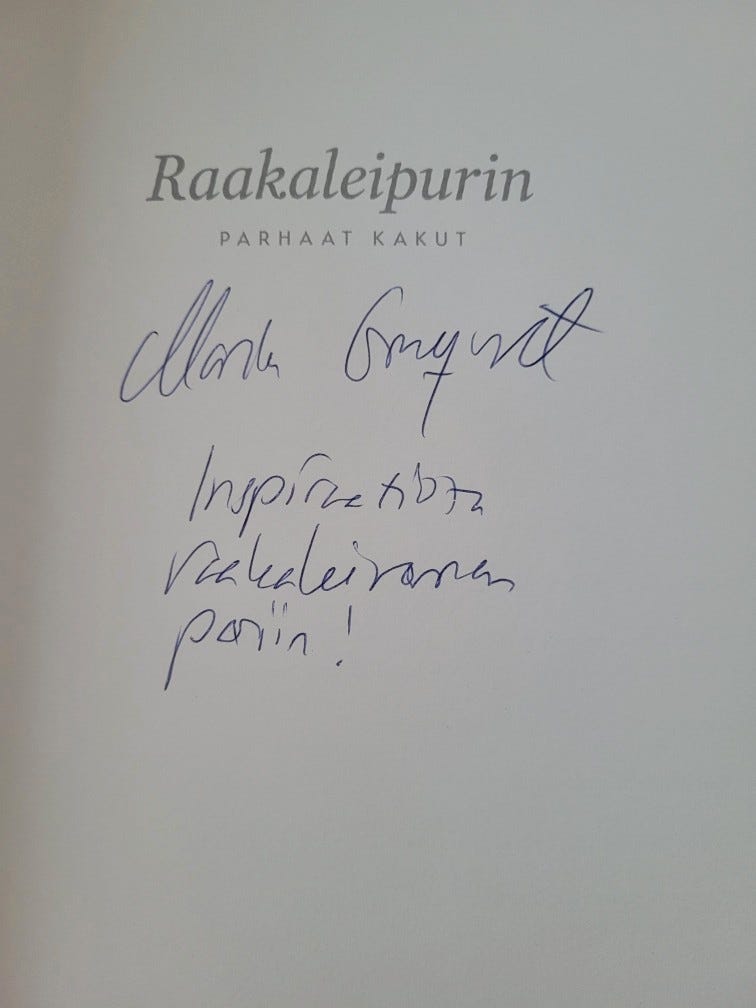 Raakaleipurin
PARHAAT KAKUT
Inspiraatiota
raakaleivonnan
pariin!